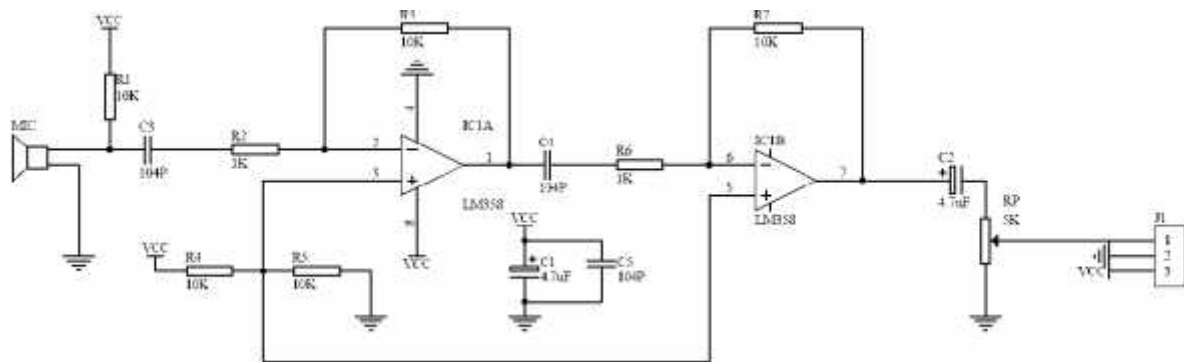 VCC
R1
10K
MIC
C3
104P
R2
1K
10K
4
IC1A
2
3
1
LM358
8
VCC
C4
104P
R6
1K
R7
10K
6
IC1B
5
7
LM358
C2
+
4.7uF
RP
5K
J1
1
2
3
VCC
VCC
R4
10K
R5
10K
VCC
+
C1
4.7uF
C5
104P